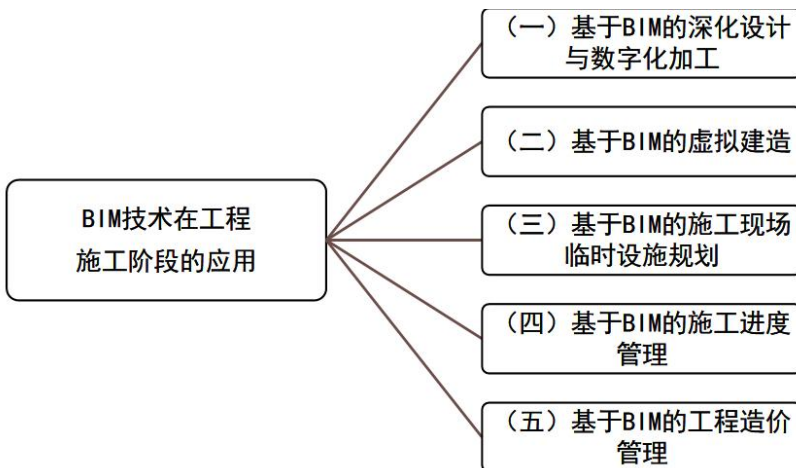 BIM技术在工程
施工阶段的应用
（一）基于BIM的深化设计
与数字化加工
（二）基于BIM的虚拟建造
（三）基于BIM的施工现场
临时设施规划
（四）基于BIM的施工进度
管理
（五）基于BIM的工程造价
管理